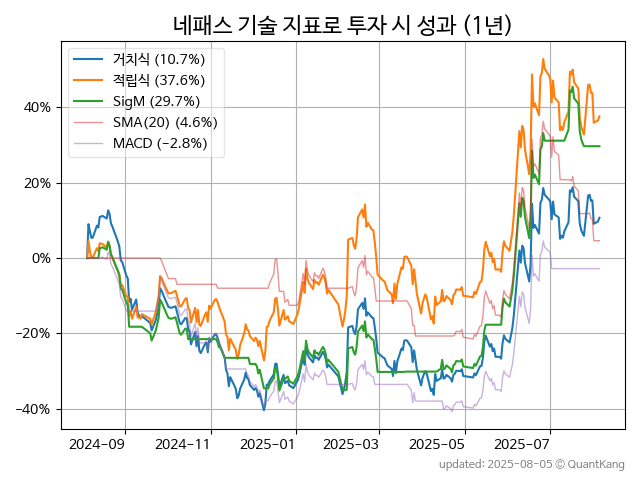 네패스 기술 지표로 투자 시 성과 (1년)
거치식 (10.7%)
적립식 (37.6%)
SigM (29.7%)
SMA(20) (4.6%)
MACD (−2.8%)
40%
20%
0%
−20%
−40%
2024-09 2024-11 2025-01 2025-03 2025-05 2025-07
updated: 2025-08-05 © QuantKang